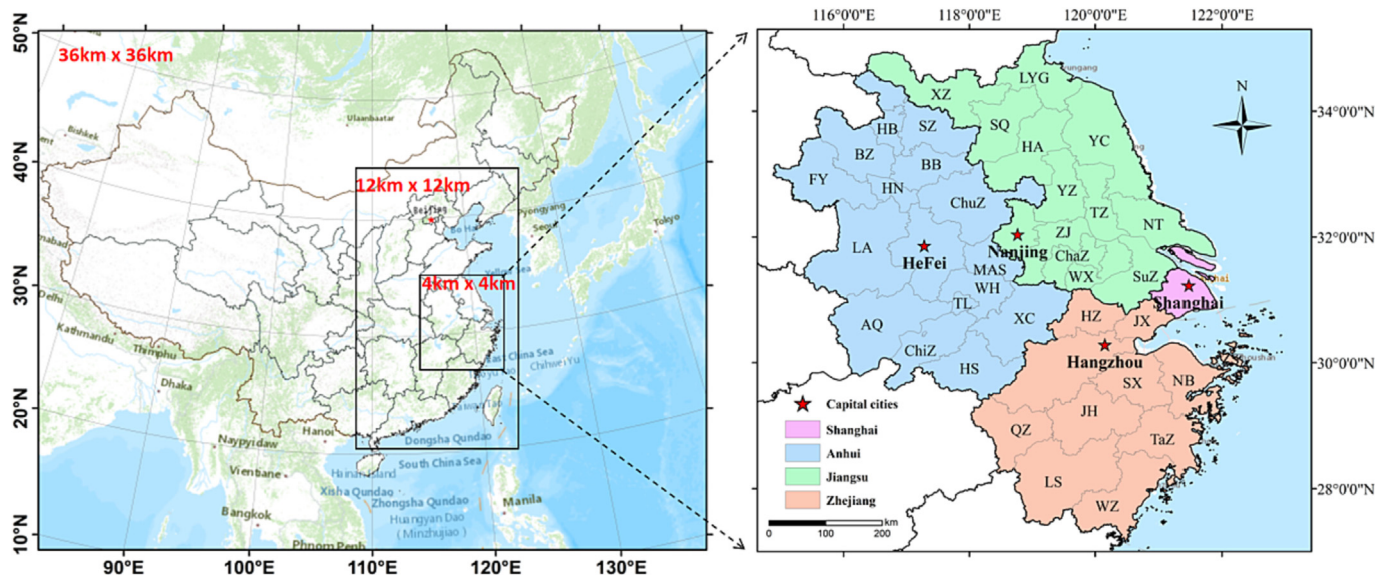 50°N
40°N
30°N
20°N
10°N
90°E
100°E
110°E
120°E
130°E
36km x 36km
Ulaanbaatar
Bishkek
12km x 12km
Beijing
Bo Hai
Pyongyang
Seoul
Tokyo
Yellow Sea
4km x 4km
Delhi
Kathmandu
Thimphu
East China Sea
Chihwei Yu
Dhaka
Hanoi
Dongsha Qundao
Naypyidaw
Hainan Island
South China Sea
Vientiane
Xisha Qundao
Zhongsha Qundao
Manila
Bangkok
Huangyan Dao
(Minzhujiao)
Phnom Penh
116°0'0"E
118°0'0"E
120°0'0"E
122°0'0"E
34°0'0"N
32°0'0"N
30°0'0"N
28°0'0"N
N
LYG
XZ
HB
SZ
SQ
YC
BZ
BB
HA
FY
HN
YZ
ChuZ
TZ
NT
LA
ZJ
HeFei
Nanjing
ChaZ
MAS
WX
SuZ
WH
Shanghai
TL
XC
HZ
JX
AQ
ChiZ
Hangzhou
HS
SX
NB
JH
QZ
TaZ
LS
WZ
Capital cities
Shanghai
Anhui
Jiangsu
Zhejiang
0 100 200 km